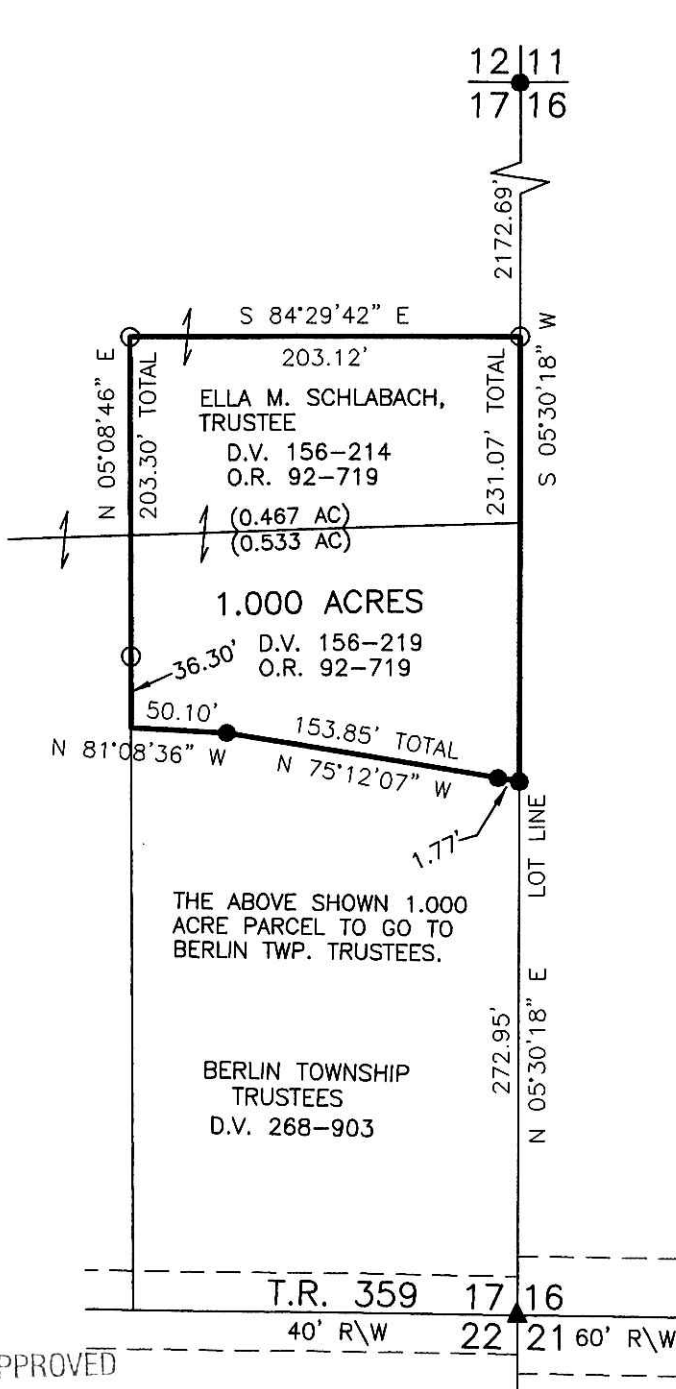 12 11
17 16
2172.69'
S 84°29'42" E
203.12'
N 05°08'46" E
203.30' TOTAL
231.07' TOTAL
S 05°30'18" W
ELLA M. SCHLABACH,
TRUSTEE
D.V. 156-214
O.R. 92-719
(0.467 AC)
(0.533 AC)
1.000 ACRES
D.V. 156-219
O.R. 92-719
36.30'
50.10'
153.85' TOTAL
N 81°08'36" W
N 75°12'07" W
1.77'
LOT LINE
THE ABOVE SHOWN 1.000
ACRE PARCEL TO GO TO
BERLIN TWP. TRUSTEES.
272.95'
N 05°30'18" E
BERLIN TOWNSHIP
TRUSTEES
D.V. 268-903
T.R. 359 17 16
40' R\W 22 21 60' R\W
PPROVED